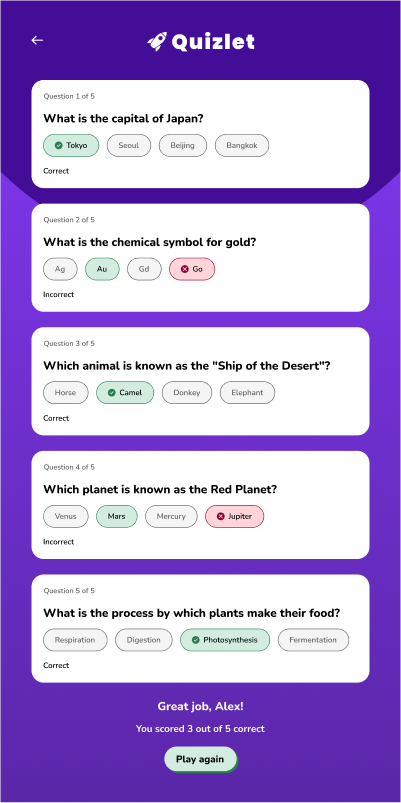 Quizlet
Question 1 of 5
What is the capital of Japan?
Tokyo Seoul Beijing Bangkok
Correct
Question 2 of 5
What is the chemical symbol for gold?
Ag Au Gd Go
Incorrect
Question 3 of 5
Which animal is known as the "Ship of the Desert"?
Horse Camel Donkey Elephant
Correct
Question 4 of 5
Which planet is known as the Red Planet?
Venus Mars Mercury Jupiter
Incorrect
Question 5 of 5
What is the process by which plants make their food?
Respiration Digestion Photosynthesis Fermentation
Correct
Great job, Alex!
You scored 3 out of 5 correct
Play again